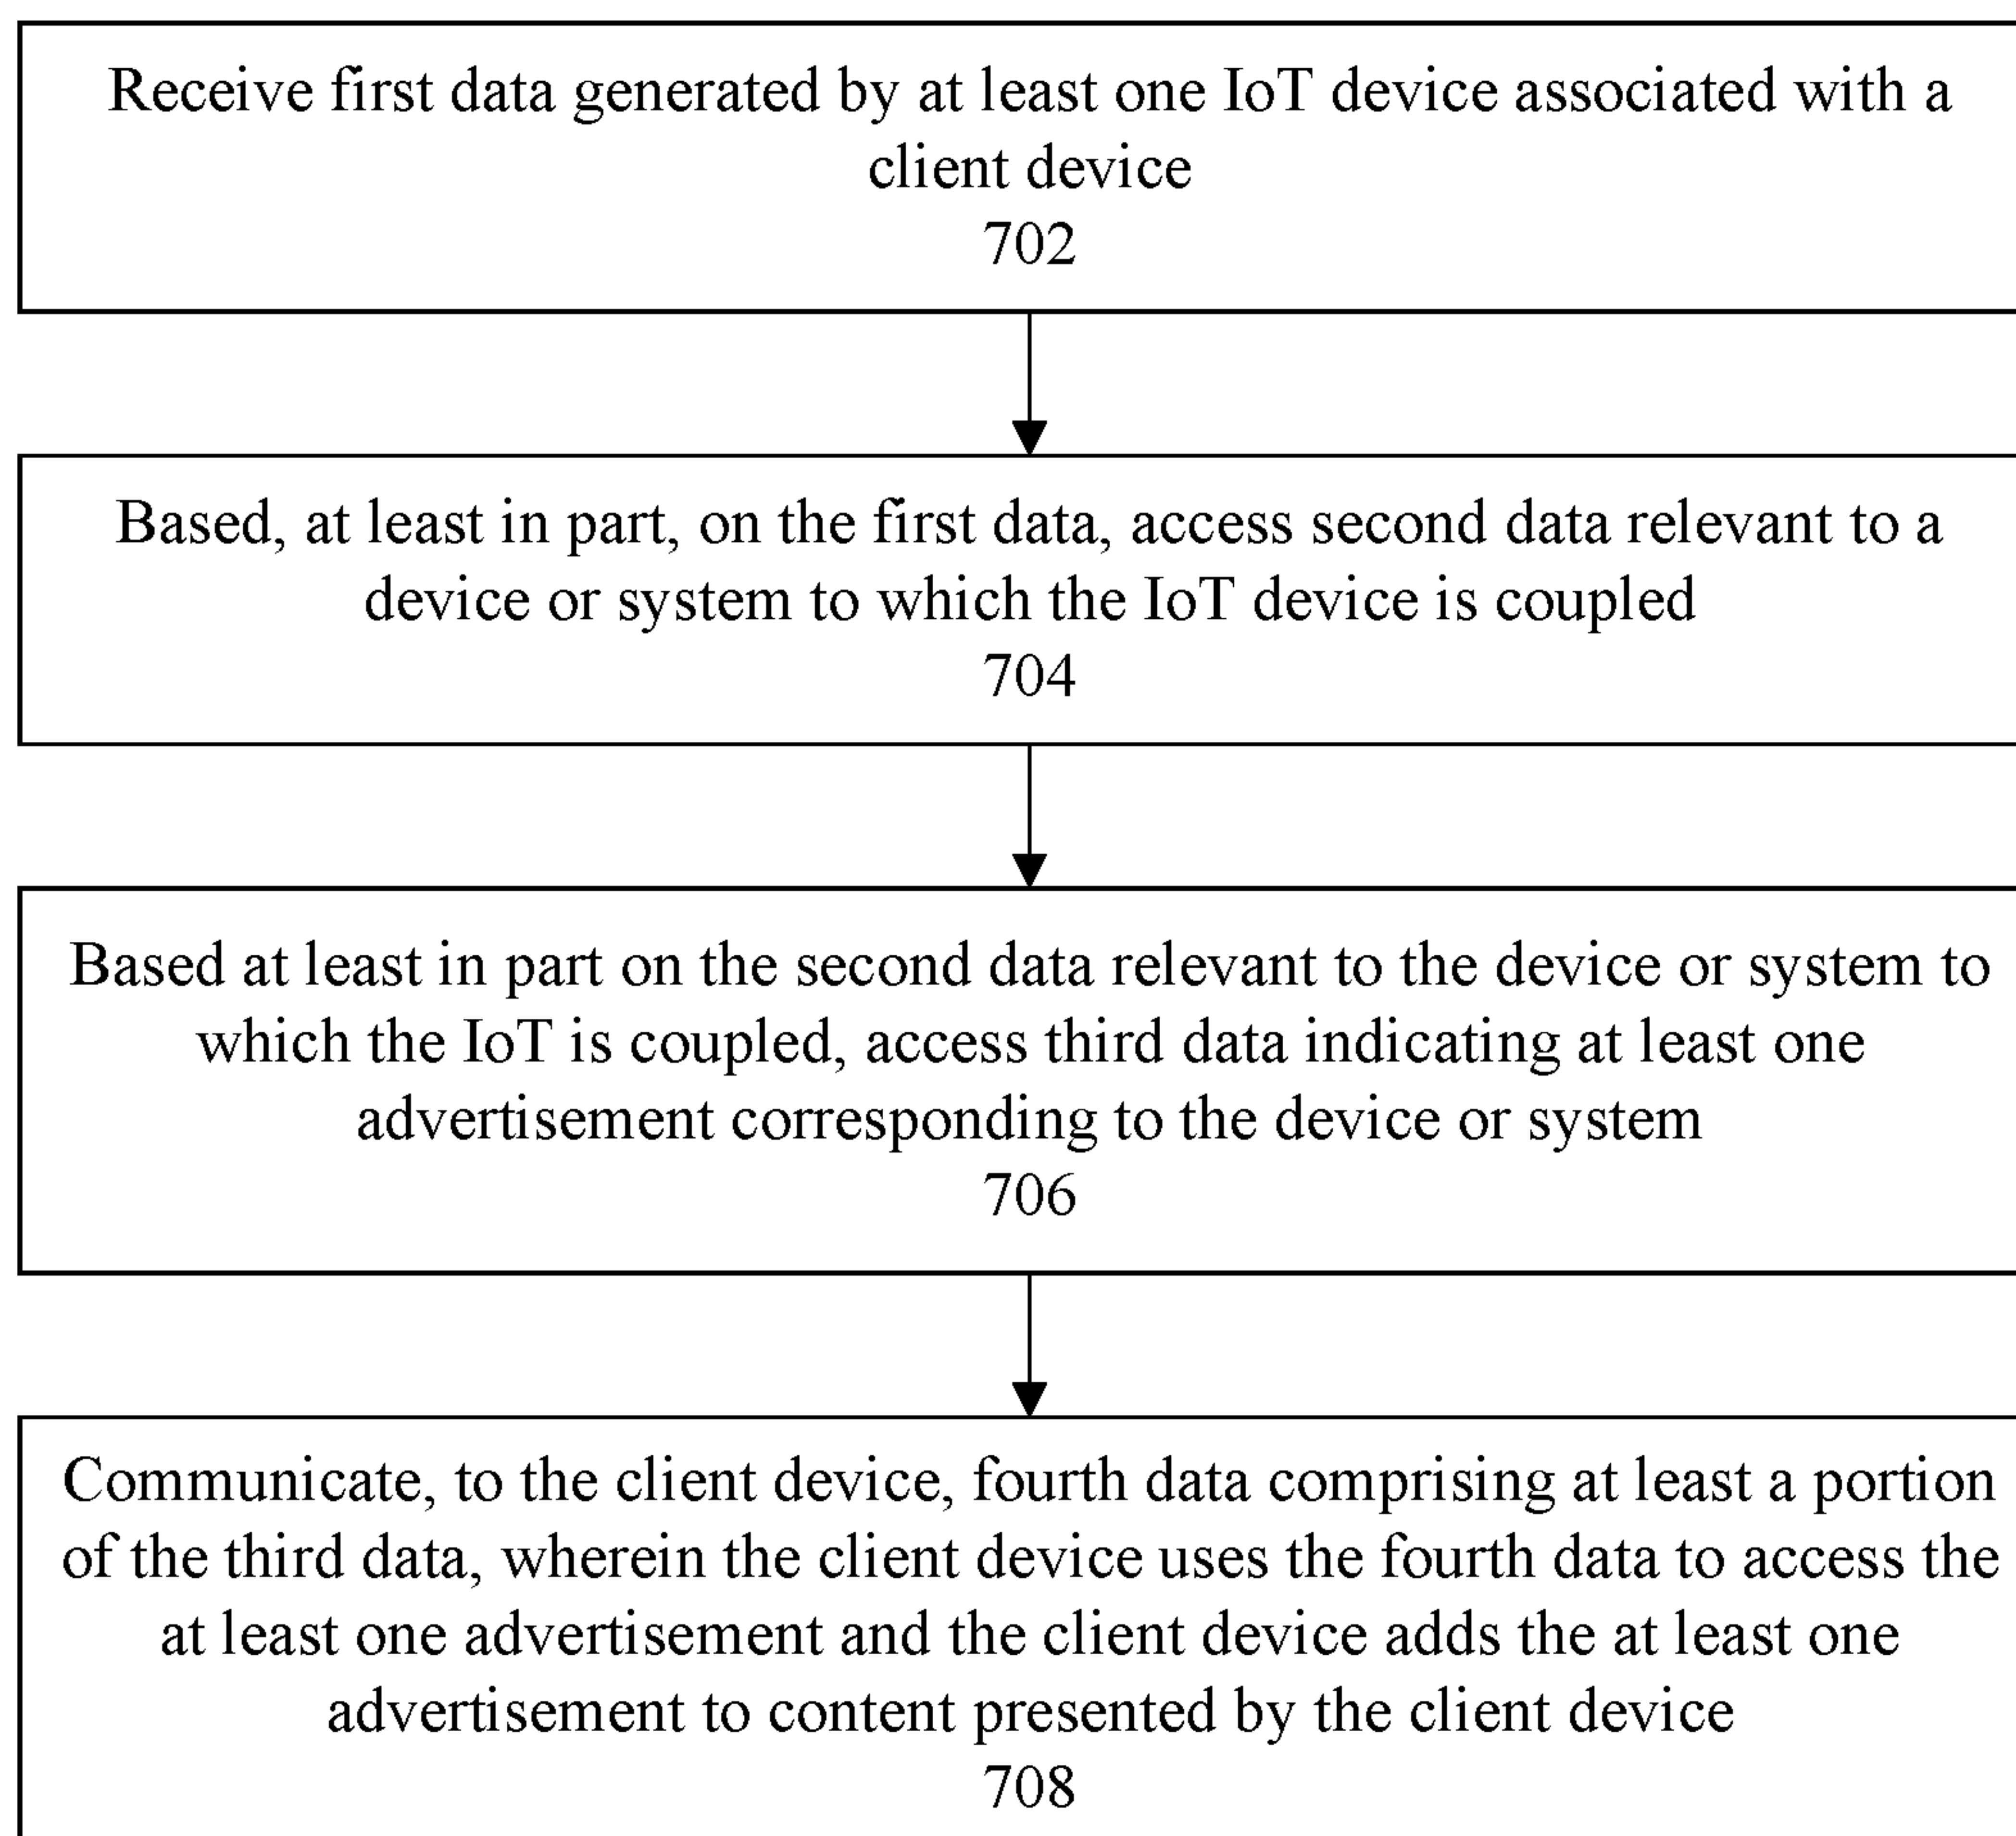 Receive first data generated by at least one IoT device associated with a
client device
702
Based, at least in part, on the first data, access second data relevant to a
device or system to which the IoT device is coupled
704
Based at least in part on the second data relevant to the device or system to
which the IoT is coupled, access third data indicating at least one
advertisement corresponding to the device or system
706
Communicate, to the client device, fourth data comprising at least a portion
of the third data, wherein the client device uses the fourth data to access the
at least one advertisement and the client device adds the at least one
advertisement to content presented by the client device
708